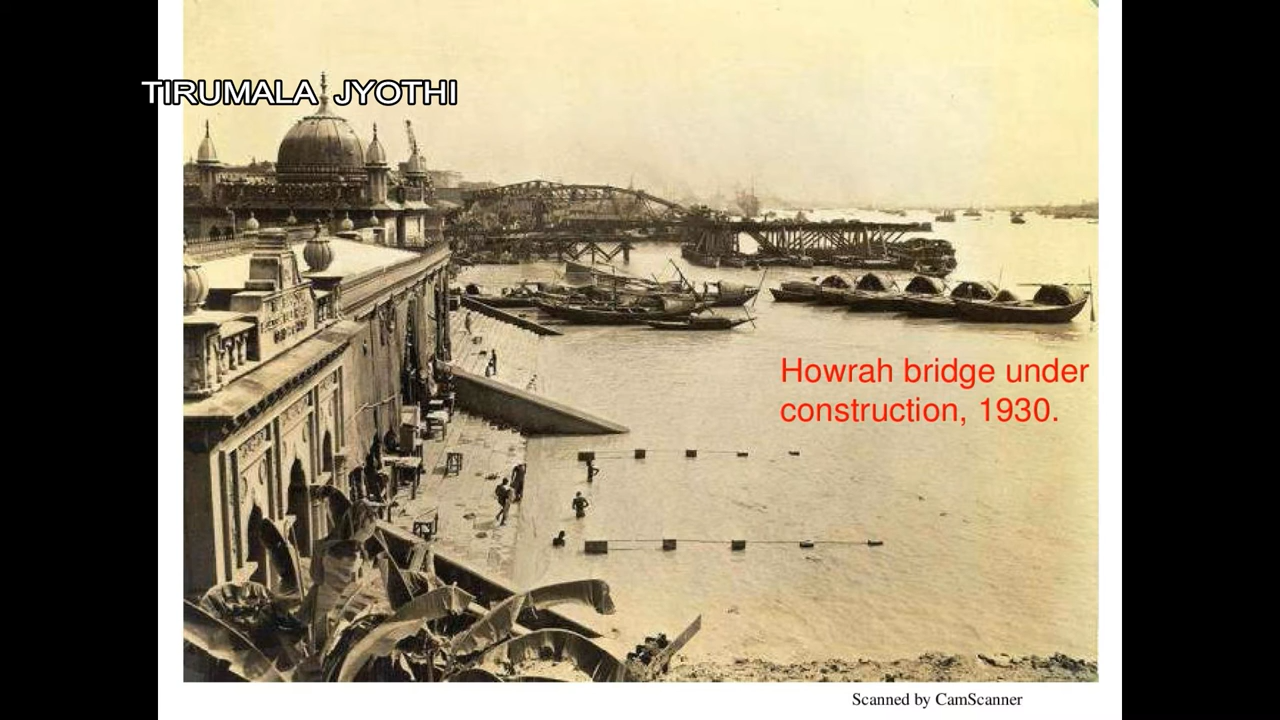 TIRUMALA JYOTHI
Howrah bridge under
construction, 1930.
Scanned by CamScanner